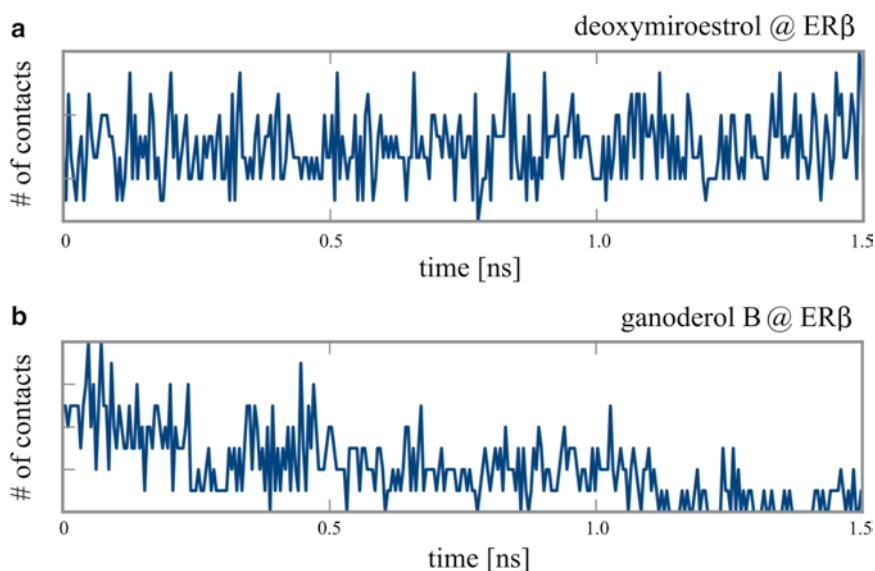 a
deoxymiroestrol @ ERβ
# of contacts
0 0.5 1.0 1.5
time [ns]
b
ganoderol B @ ERβ
# of contacts
0 0.5 1.0 1.5
time [ns]